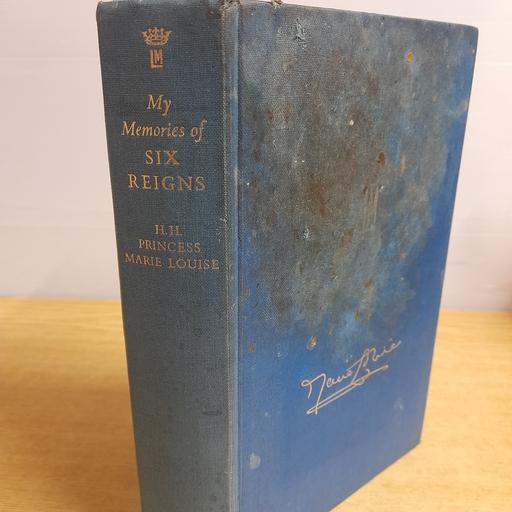 LM
My
Memories of
SIX
REIGNS
H.H.
PRINCESS
MARIE LOUISE
Marie Louise